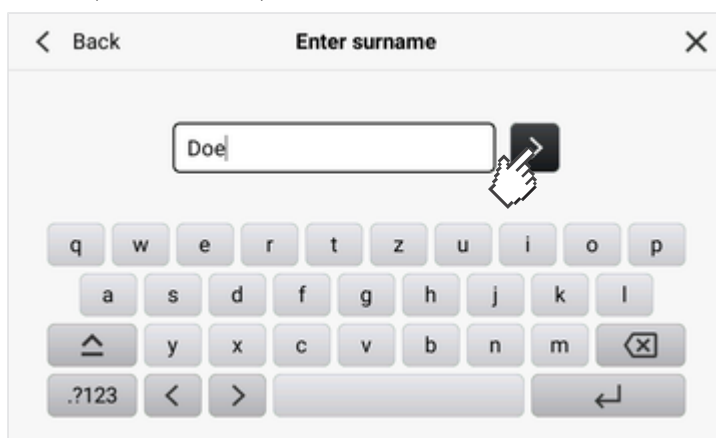 Back Enter surname
Doe
q w e r t z u i o p
a s d f g h j k l
y x c v b n m
.?123